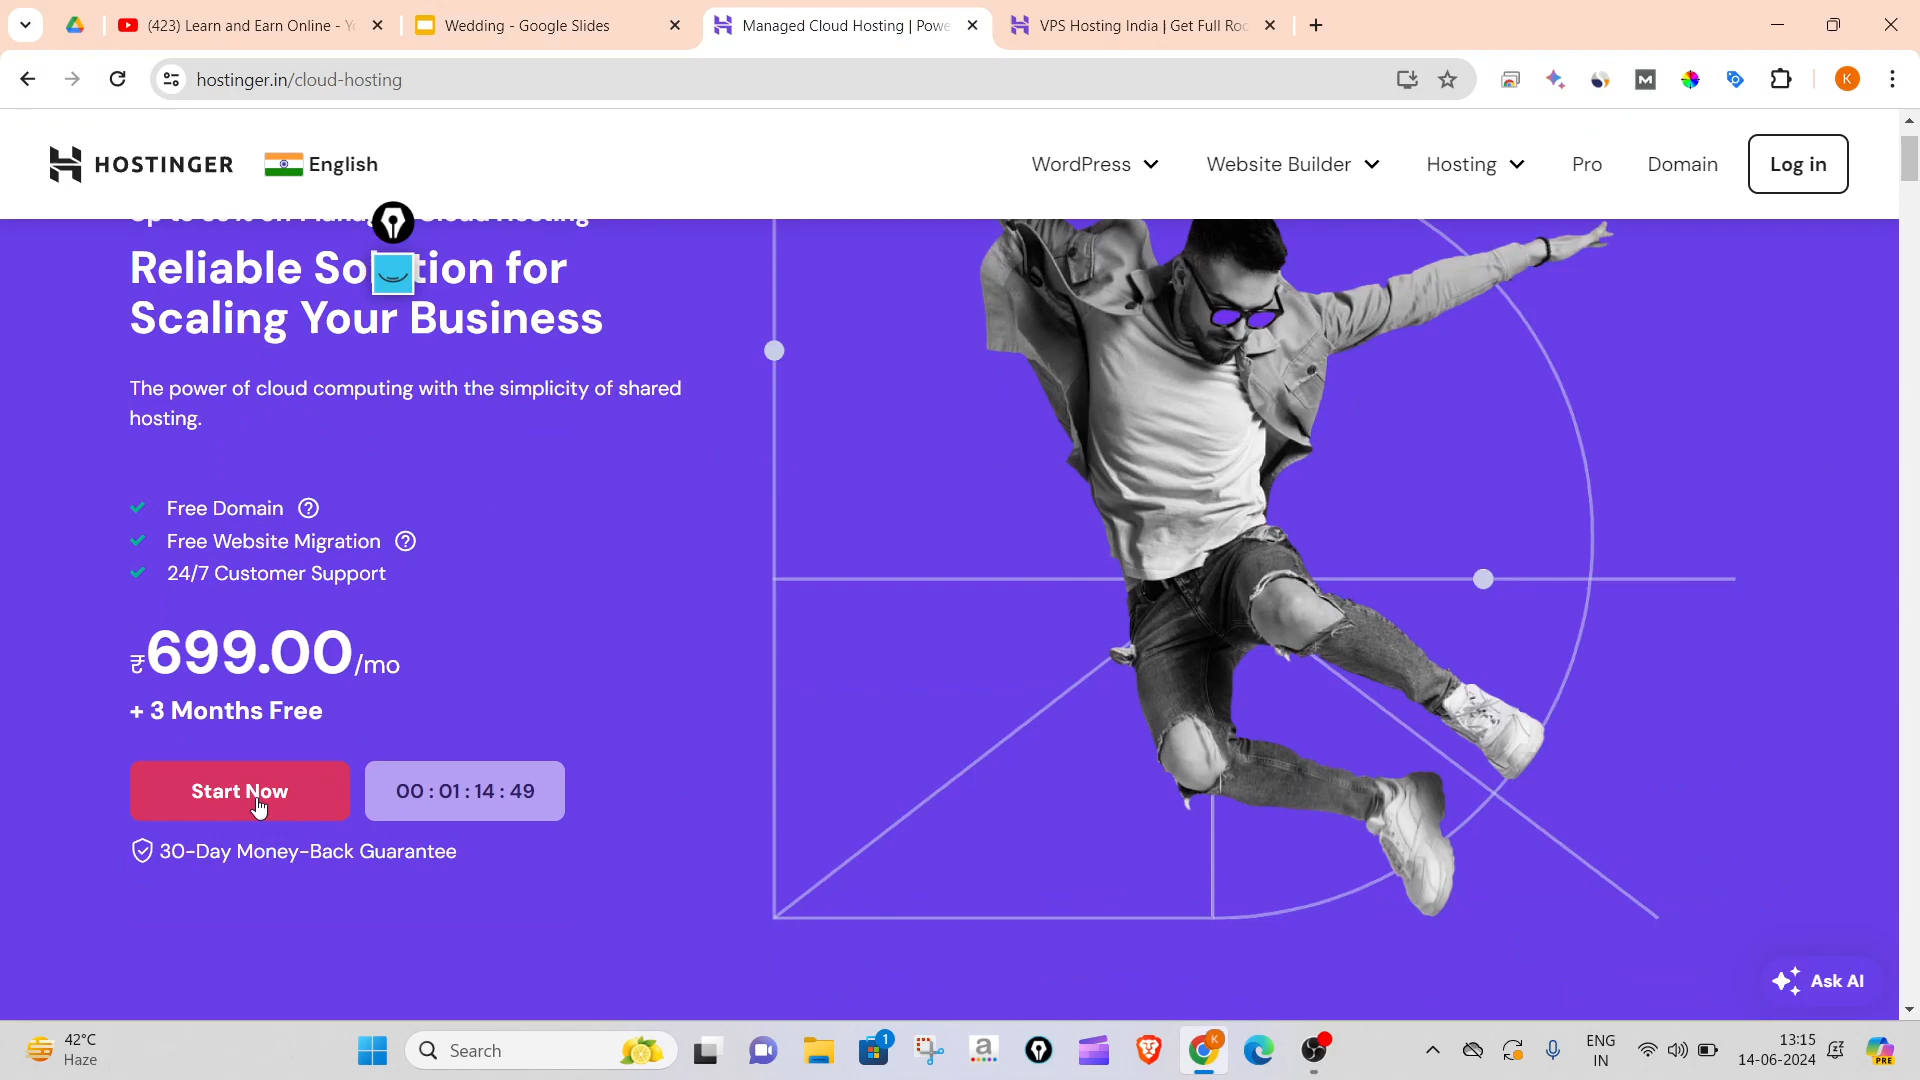 (423) Learn and Earn Online - Y
Wedding - Google Slides
Managed Cloud Hosting | Powe
VPS Hosting India | Get Full Roo
hostinger.in/cloud-hosting
K
HOSTINGER
English
WordPress
Website Builder
Hosting
Pro
Domain
Log in
Reliable So tion for
Scaling Your Business
The power of cloud computing with the simplicity of shared
hosting.
Free Domain
Free Website Migration
24/7 Customer Support
₹699.00/mo
+ 3 Months Free
Start Now
00 : 01 : 14 : 49
30-Day Money-Back Guarantee
Ask AI
42°C
Haze
Search
1
ENG
IN
13:15
14-06-2024
PRE